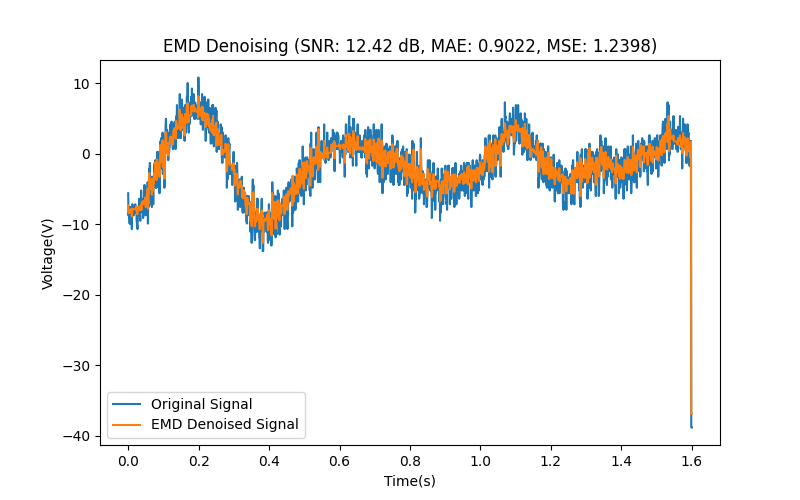 EMD Denoising (SNR: 12.42 dB, MAE: 0.9022, MSE: 1.2398)
10
0
−10
−20
−30
−40
Voltage(V)
Original Signal
EMD Denoised Signal
0.0 0.2 0.4 0.6 0.8 1.0 1.2 1.4 1.6
Time(s)